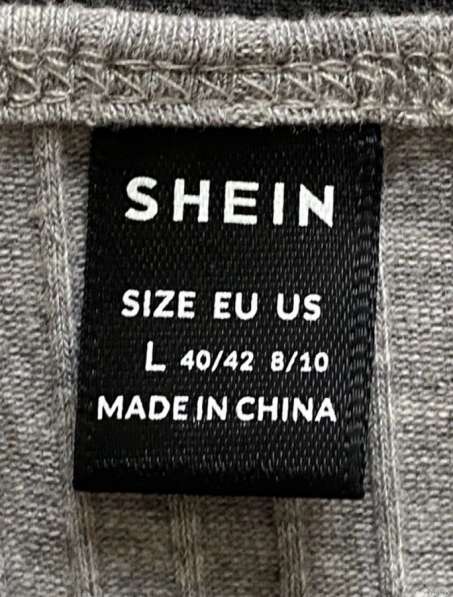 SHEIN
SIZE EU US
L 40/42 8/10
MADE IN CHINA